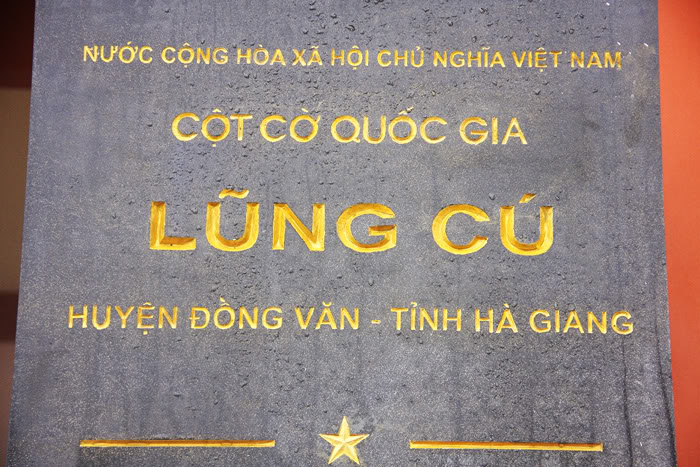 NƯỚC CỘNG HÒA XÃ HỘI CHỦ NGHĨA VIỆT NAM
CỘT CỜ QUỐC GIA
LŨNG CÚ
HUYỆN ĐỒNG VĂN - TỈNH HÀ GIANG